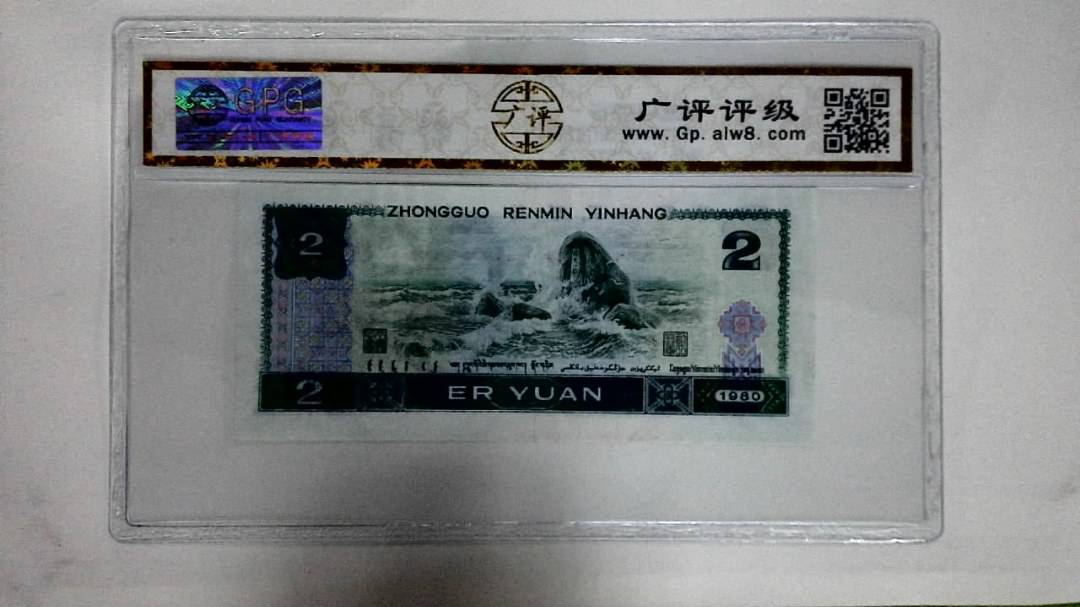 GPG
广评
广评评级
www. Gp. alw8. com
ZHONGGUO RENMIN YINHANG
2
2
2
ER YUAN
1980